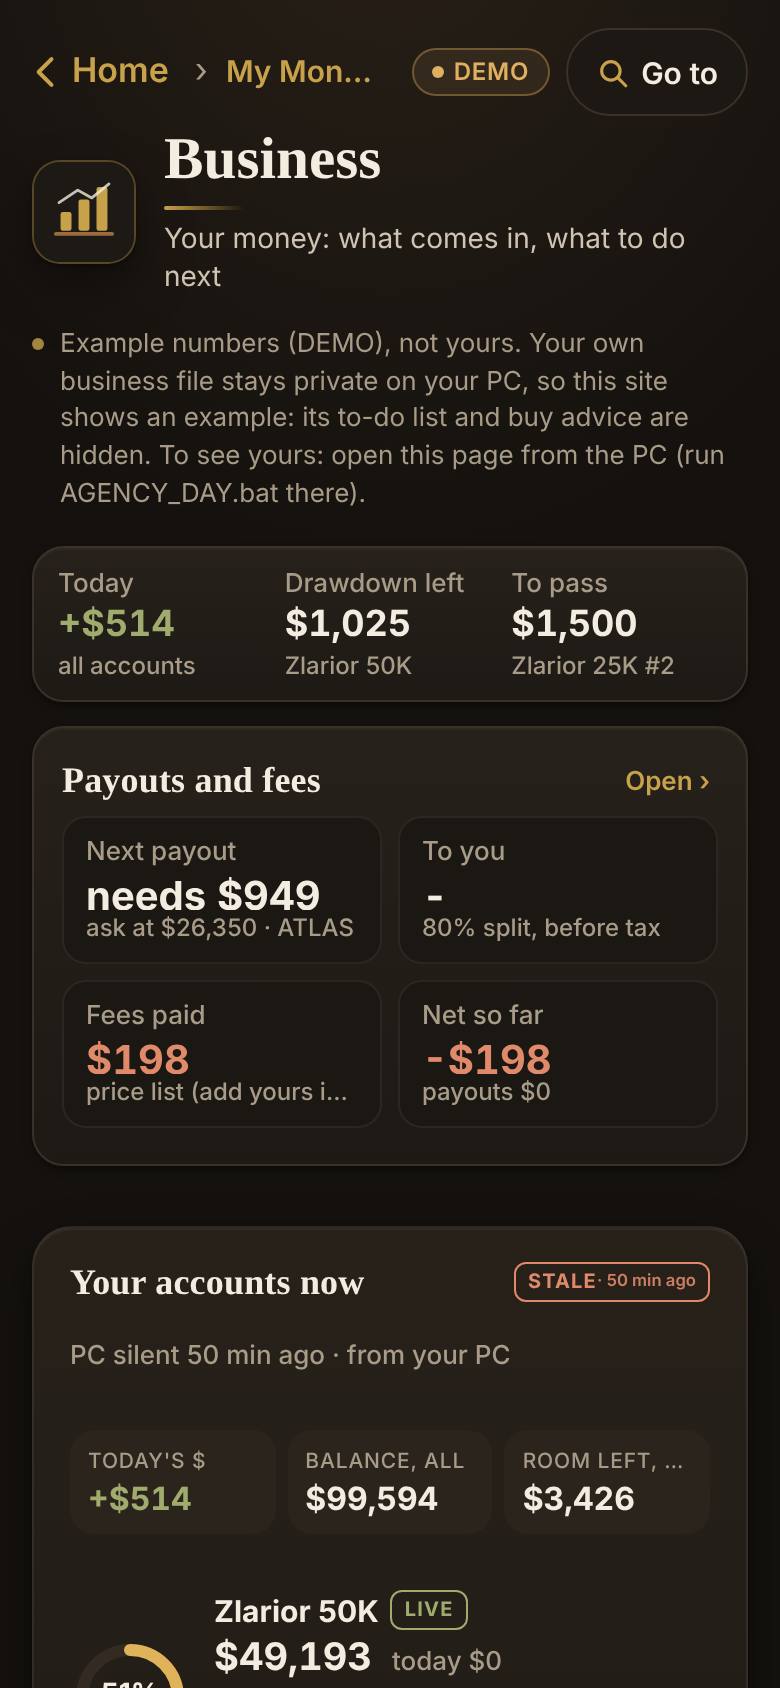 Home › My Mon... DEMO Go to
Business
Your money: what comes in, what to do
next
Example numbers (DEMO), not yours. Your own
business file stays private on your PC, so this site
shows an example: its to-do list and buy advice are
hidden. To see yours: open this page from the PC (run
AGENCY_DAY.bat there).
Today Drawdown left To pass
+$514 $1,025 $1,500
all accounts Zlarior 50K Zlarior 25K #2
Payouts and fees Open ›
Next payout To you
needs $949 -
ask at $26,350 · ATLAS 80% split, before tax
Fees paid Net so far
$198 -$198
price list (add yours i... payouts $0
Your accounts now STALE · 50 min ago
PC silent 50 min ago · from your PC
TODAY'S $ BALANCE, ALL ROOM LEFT, ...
+$514 $99,594 $3,426
Zlarior 50K LIVE
$49,193 today $0
51%